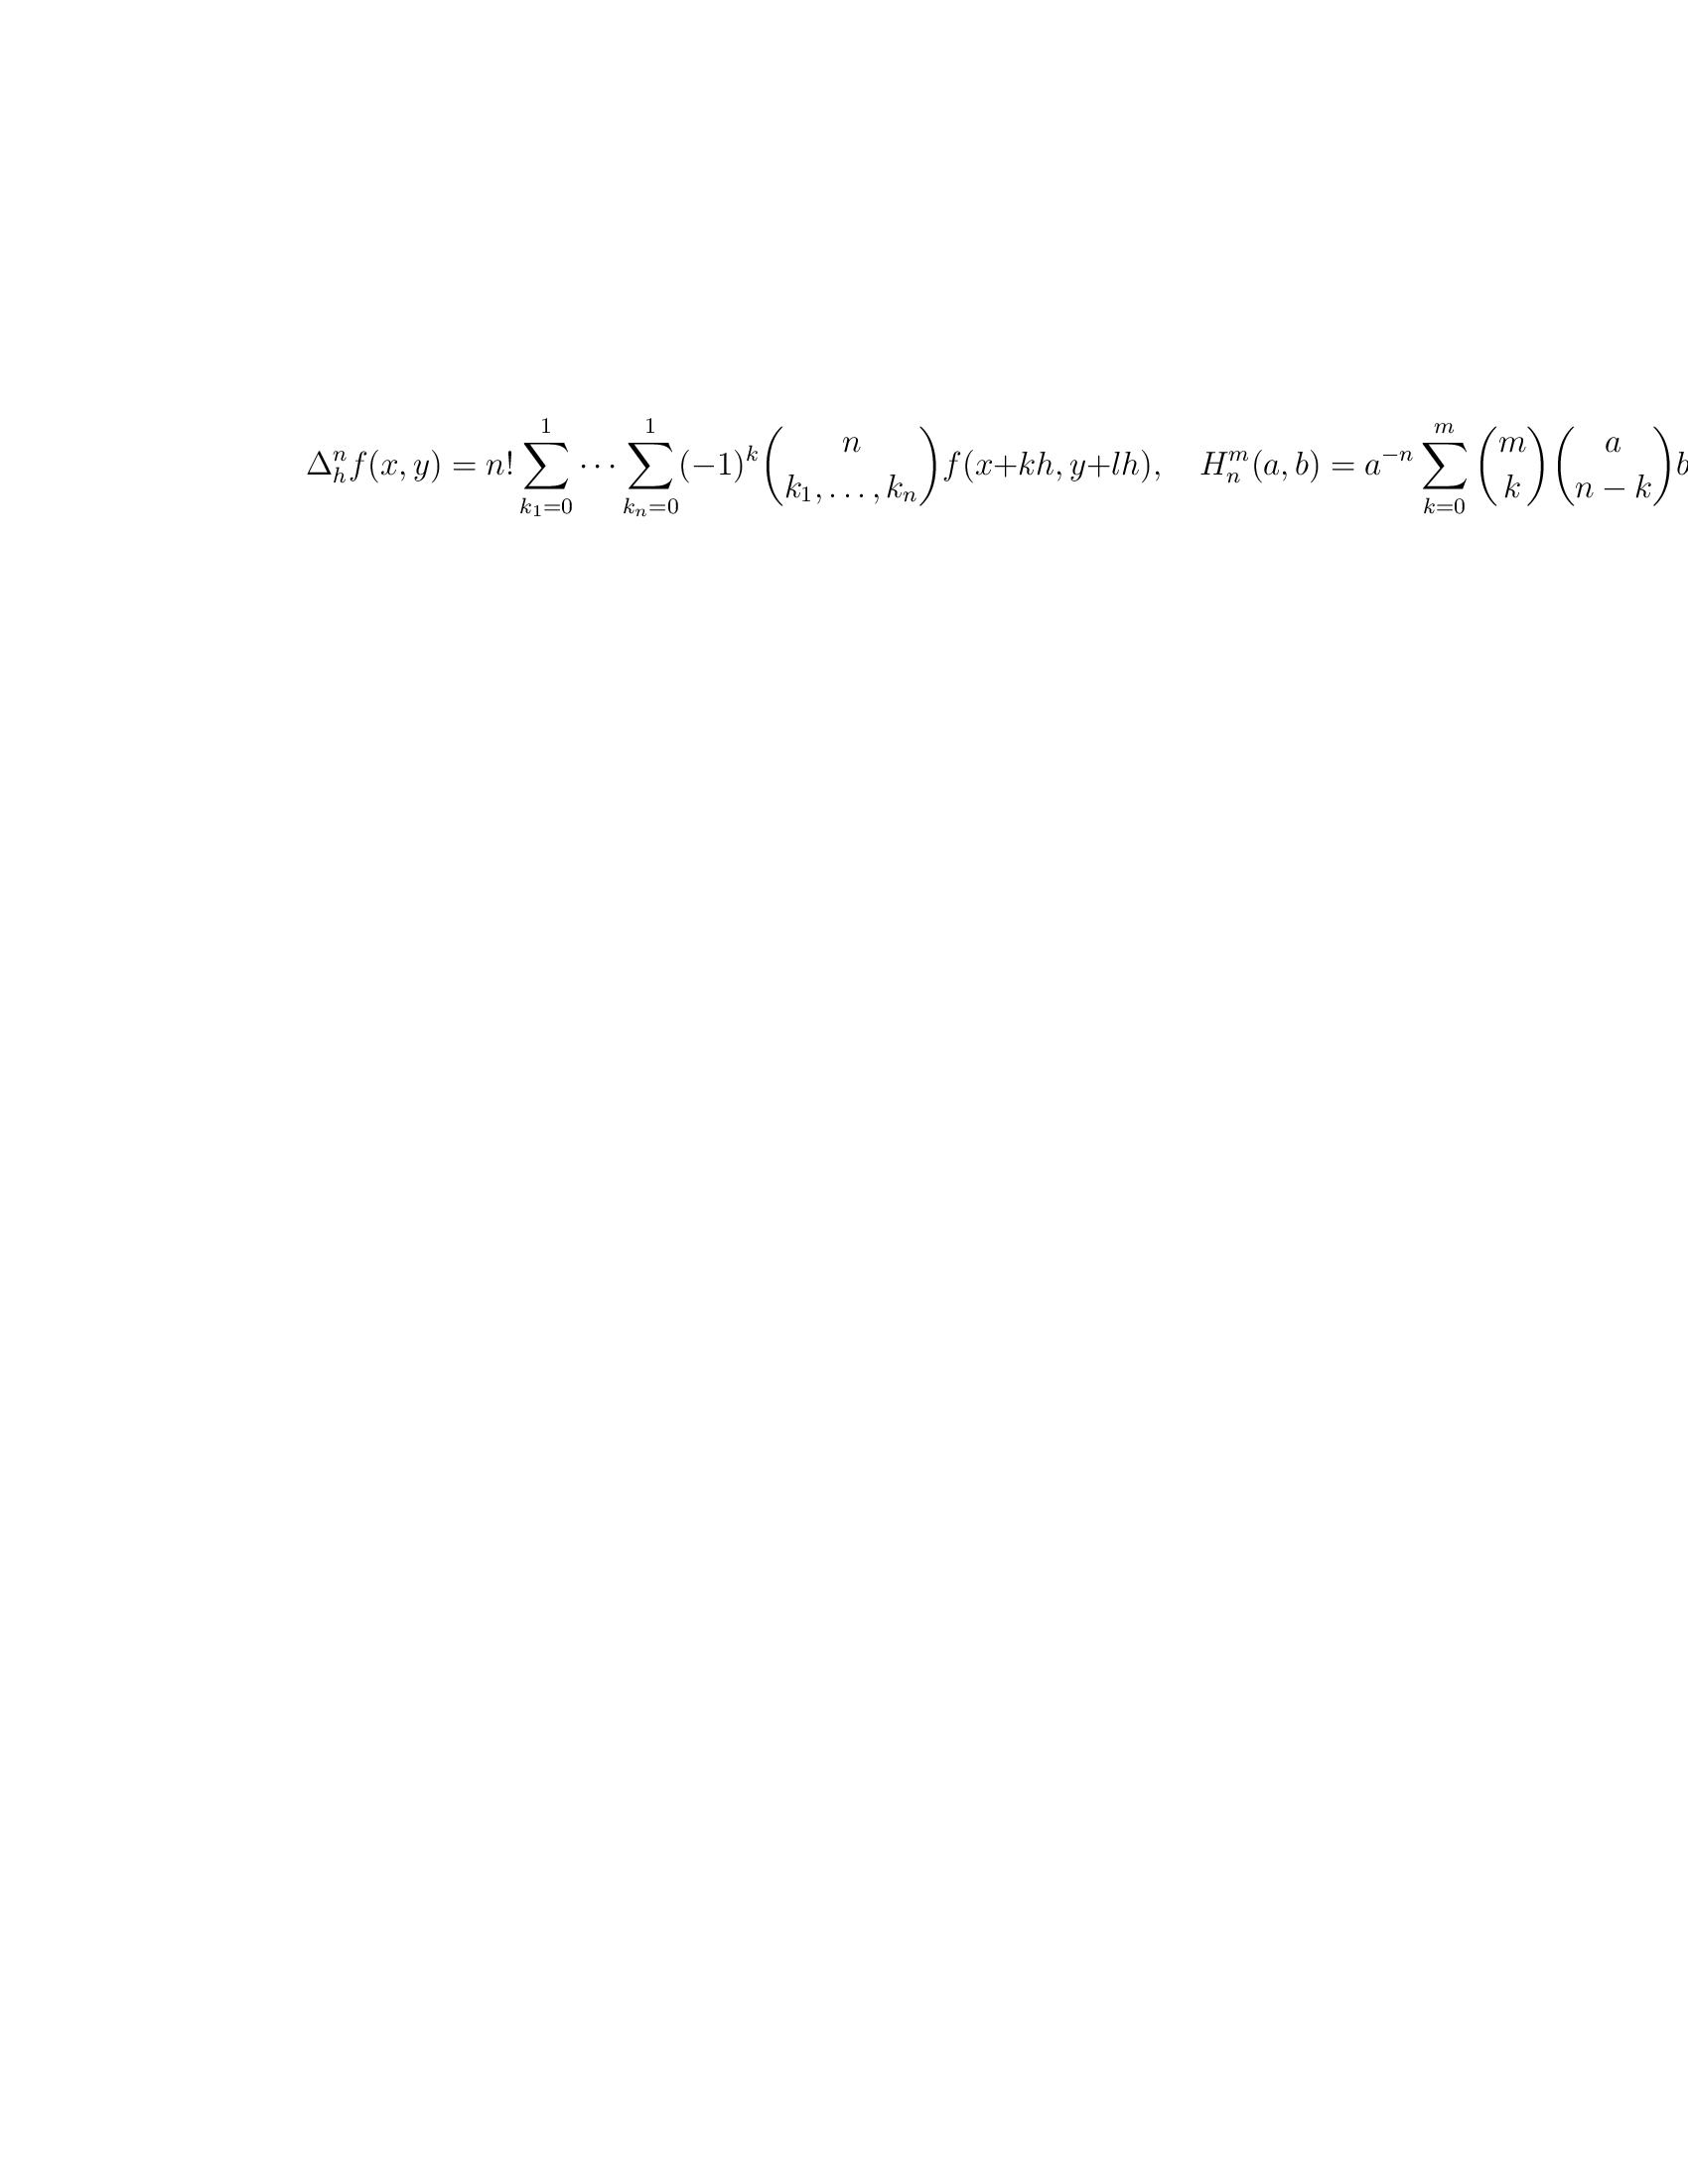 $\Delta_h^n f(x, y) = n! \sum_{k_1=0}^{1} \cdots \sum_{k_n=0}^{1} (-1)^k \binom{n}{k_1, \ldots, k_n} f(x+kh, y+lh), \quad H_n^m(a, b) = a^{-n} \sum_{k=0}^{m} \binom{m}{k} \binom{a}{n-k} b$